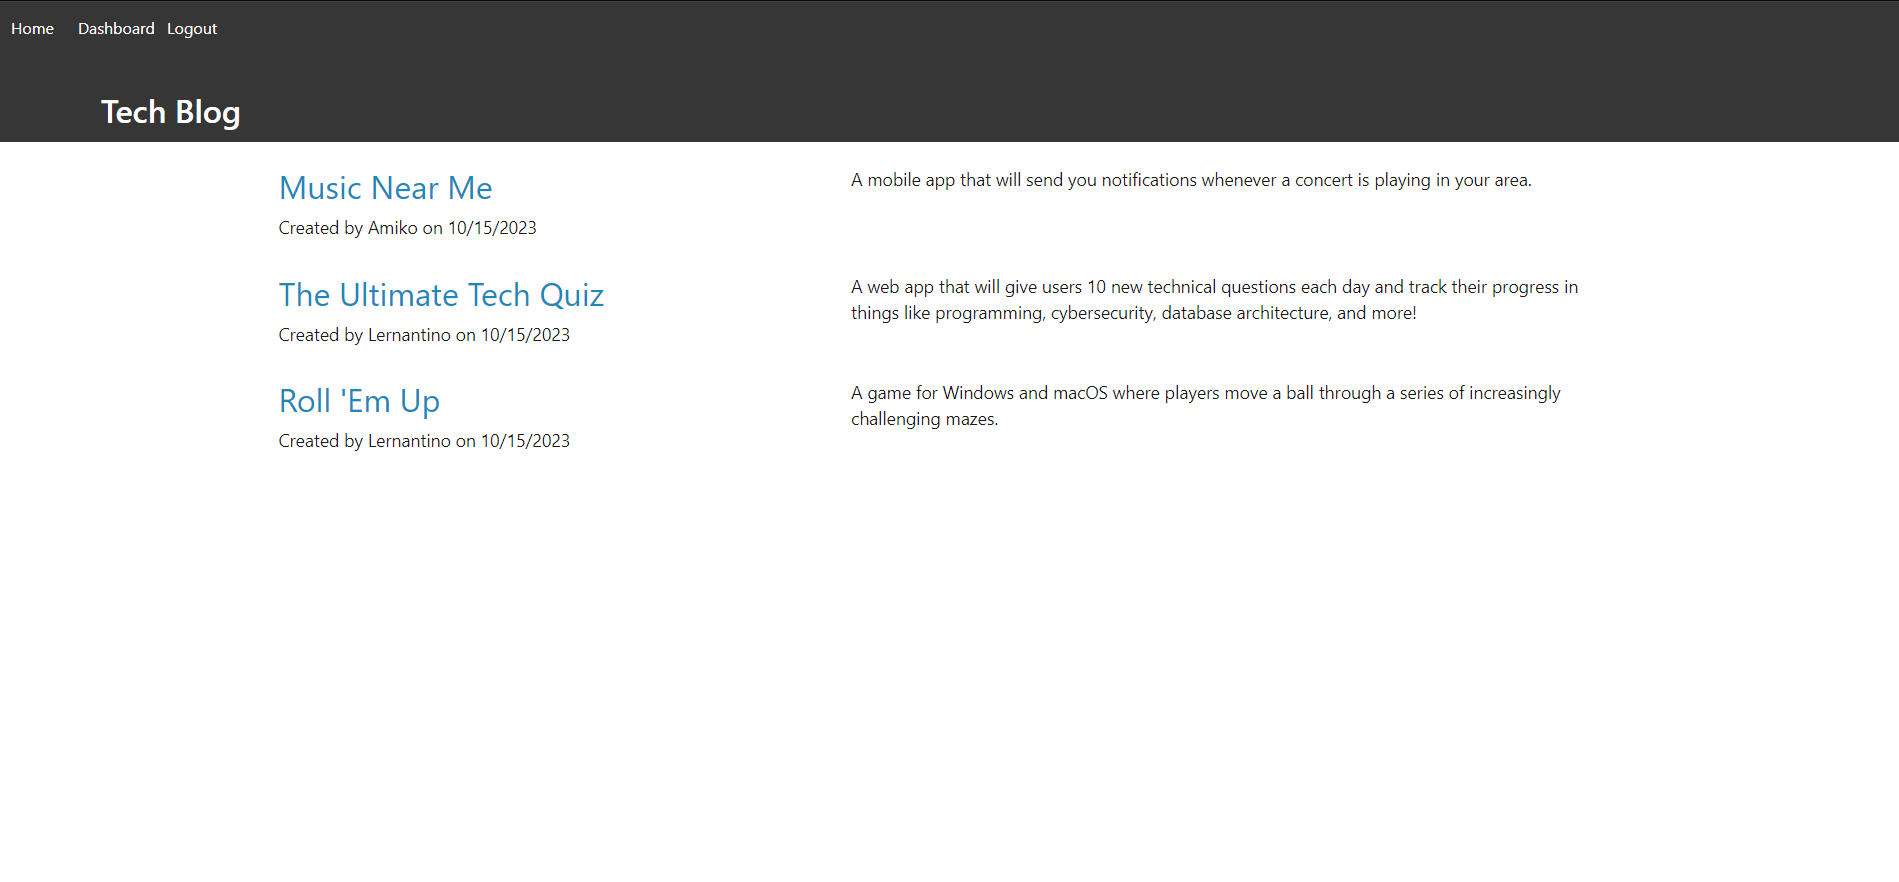 Home Dashboard Logout
Tech Blog
Music Near Me
Created by Amiko on 10/15/2023
A mobile app that will send you notifications whenever a concert is playing in your area.
The Ultimate Tech Quiz
Created by Lernantino on 10/15/2023
A web app that will give users 10 new technical questions each day and track their progress in
things like programming, cybersecurity, database architecture, and more!
Roll 'Em Up
Created by Lernantino on 10/15/2023
A game for Windows and macOS where players move a ball through a series of increasingly
challenging mazes.